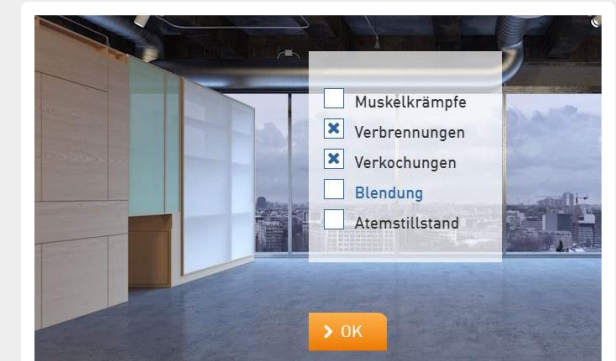 Muskelkrämpfe
Verbrennungen
Verkochungen
Blendung
Atemstillstand
OK